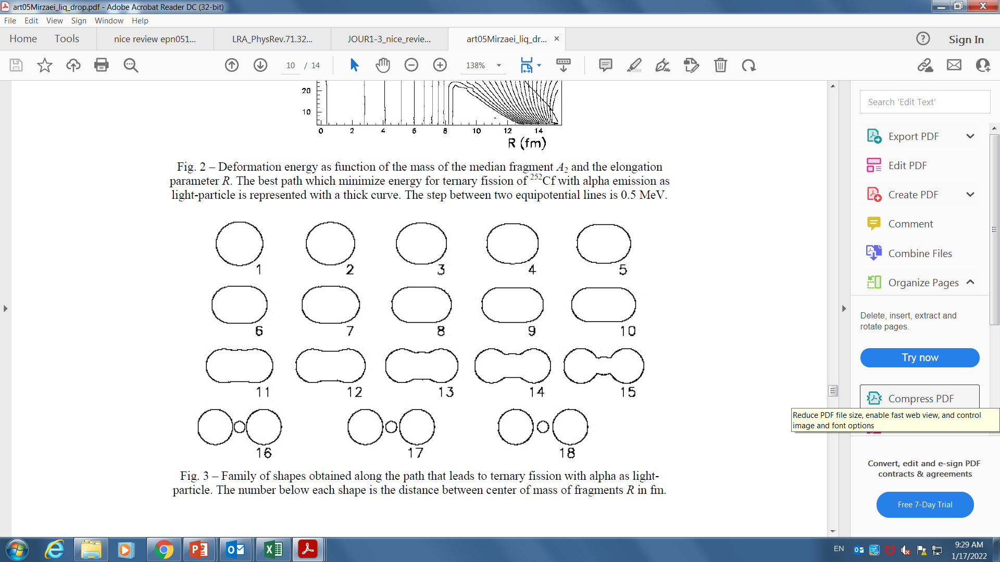 art05Mirzaei_liq_drop.pdf - Adobe Acrobat Reader DC (32-bit)
File Edit View Sign Window Help
Home Tools nice review epn051... LRA_PhysRev.71.32... JOUR1-3_nice_revie... art05Mirzaei_liq_dr... × Sign In
10 / 14 138%
20
10
0 2 4 6 8 10 12 14
R (fm)
Fig. 2 – Deformation energy as function of the mass of the median fragment A2 and the elongation
parameter R. The best path which minimize energy for ternary fission of 252Cf with alpha emission as
light-particle is represented with a thick curve. The step between two equipotential lines is 0.5 MeV.
1 2 3 4 5
6 7 8 9 10
11 12 13 14 15
16 17 18
Fig. 3 – Family of shapes obtained along the path that leads to ternary fission with alpha as light-
particle. The number below each shape is the distance between center of mass of fragments R in fm.
Search 'Edit Text'
Export PDF
Edit PDF
Create PDF
Comment
Combine Files
Organize Pages
Delete, insert, extract and
rotate pages.
Try now
Compress PDF
Reduce PDF file size, enable fast web view, and control
image and font options
Convert, edit and e-sign PDF
contracts & agreements
Free 7-Day Trial
EN
9:29 AM
1/17/2022